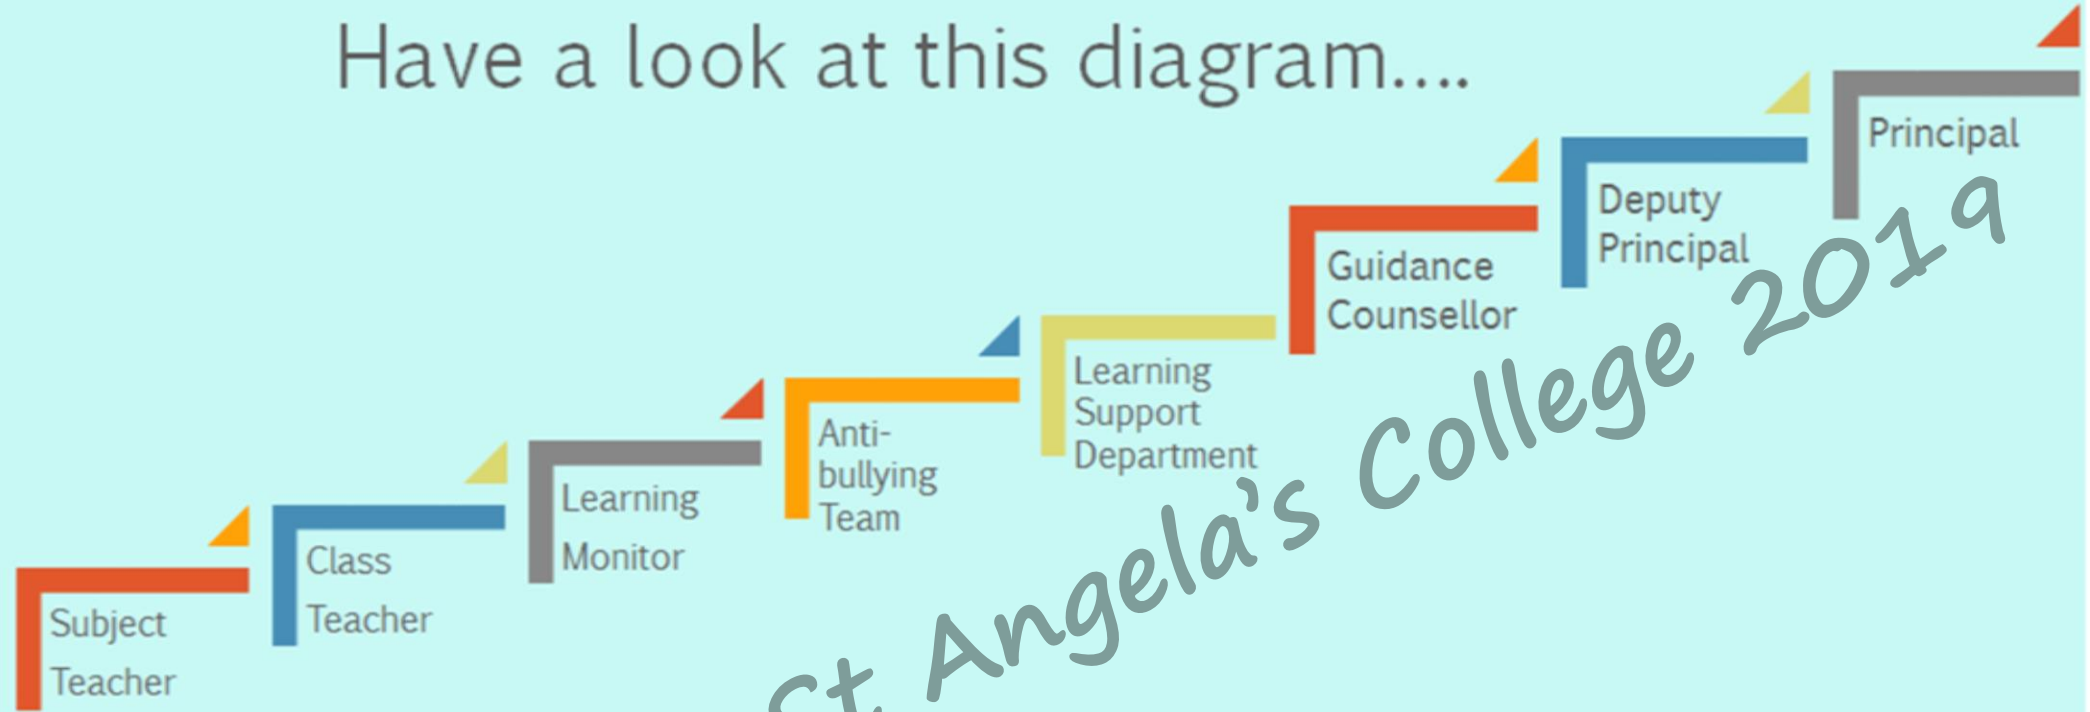 Have a look at this diagram....
Subject
Teacher
Class
Teacher
Learning
Monitor
Anti-
bullying
Team
Learning
Support
Department
Guidance
Counsellor
Deputy
Principal
Principal
St Angela's College 2019